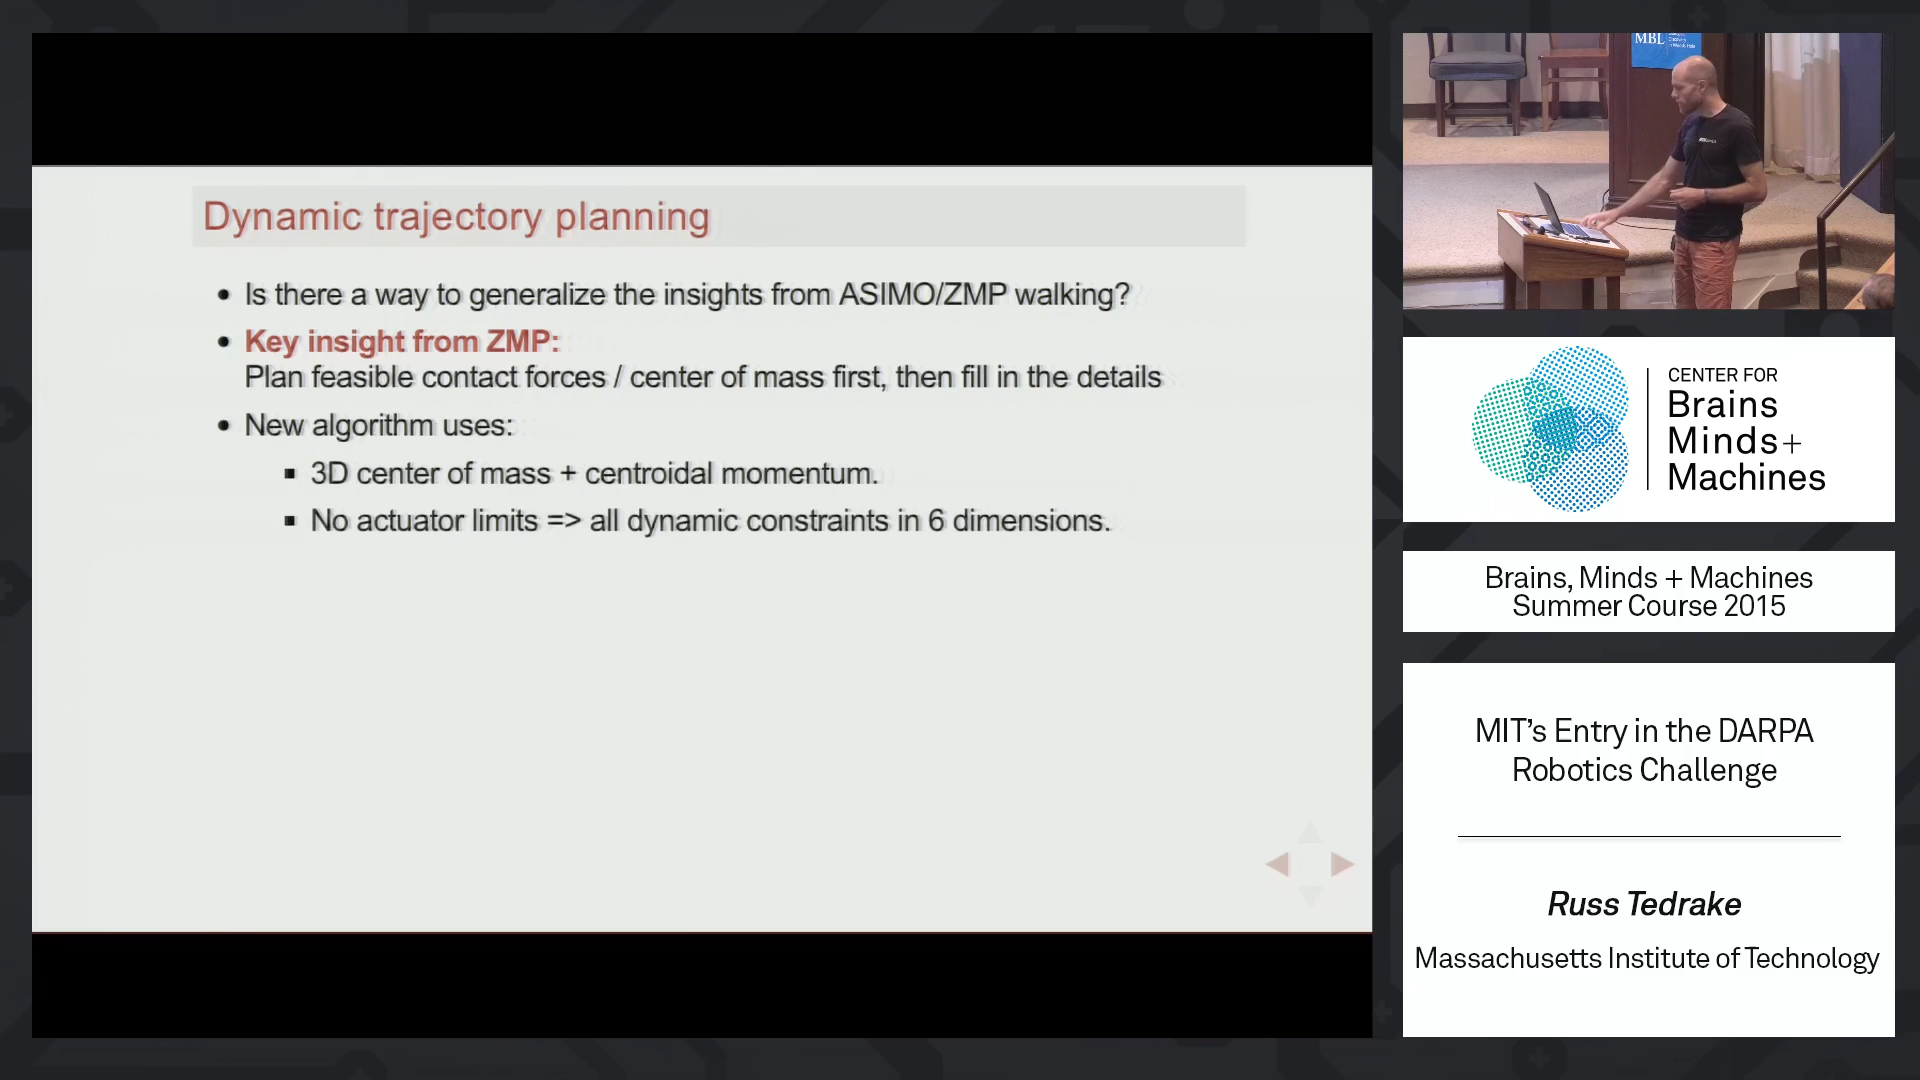 Dynamic trajectory planning
• Is there a way to generalize the insights from ASIMO/ZMP walking?
• Key insight from ZMP:
Plan feasible contact forces / center of mass first, then fill in the details
• New algorithm uses:
▪ 3D center of mass + centroidal momentum.
▪ No actuator limits => all dynamic constraints in 6 dimensions.
MBL
CENTER FOR
Brains
Minds+
Machines
Brains, Minds + Machines
Summer Course 2015
MIT’s Entry in the DARPA
Robotics Challenge
Russ Tedrake
Massachusetts Institute of Technology